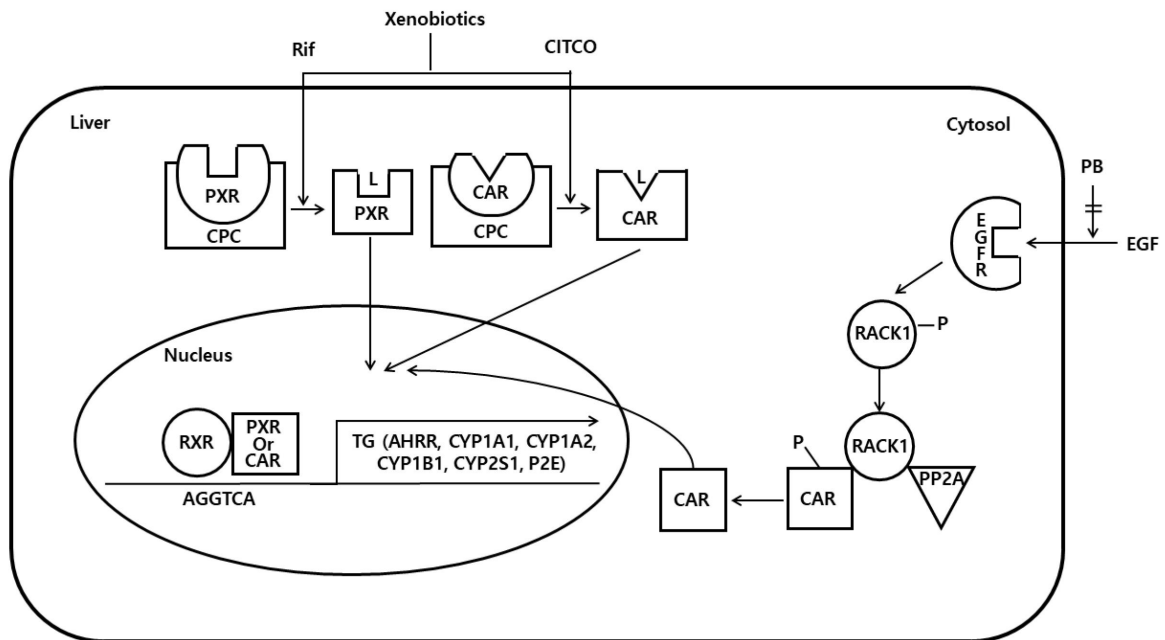 Xenobiotics
Rif
CITCO
Liver
Cytosol
PXR
CPC
L
PXR
CAR
CPC
L
CAR
PB
EGF
E
G
F
R
RACK1
P
Nucleus
RXR
PXR
Or
CAR
TG (AHRR, CYP1A1, CYP1A2,
CYP1B1, CYP2S1, P2E)
AGGTCA
P
RACK1
CAR
CAR
PP2A